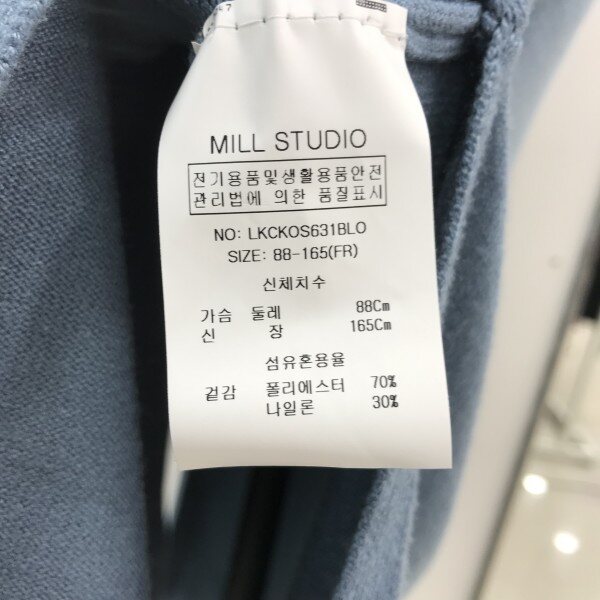 MILL STUDIO
전기용품및생활용품안전
관리법에 의한 품질표시
NO: LKCKOS631BLO
SIZE: 88-165(FR)
신체치수
가슴 둘레 88Cm
신 장 165Cm
섬유혼용율
겉감 폴리에스터 70%
나일론 30%